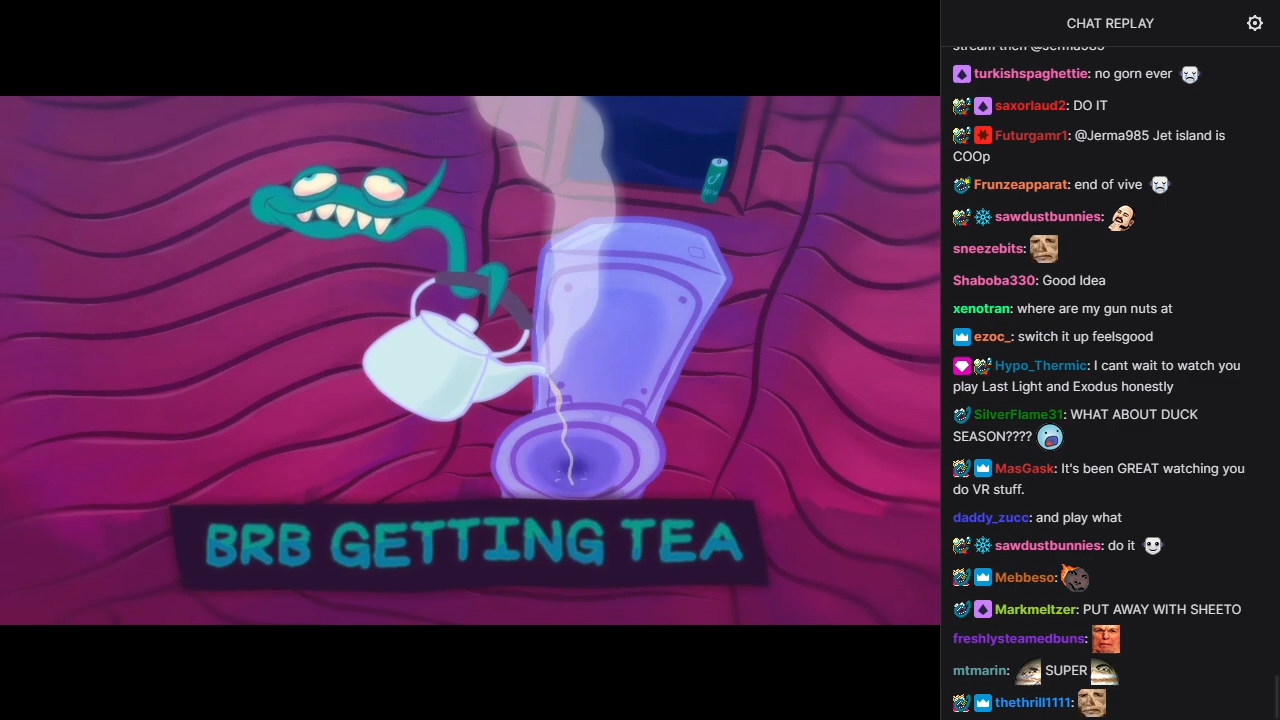 BRB GETTING TEA
CHAT REPLAY
stream then @Jerma985
turkishspaghettie: no gorn ever
saxorlaud2: DO IT
Futurgamr1: @Jerma985 Jet island is
COOp
Frunzeapparat: end of vive
sawdustbunnies:
sneezebits:
Shaboba330: Good Idea
xenotran: where are my gun nuts at
ezoc_: switch it up feelsgood
Hypo_Thermic: I cant wait to watch you
play Last Light and Exodus honestly
SilverFlame31: WHAT ABOUT DUCK
SEASON????
MasGask: It's been GREAT watching you
do VR stuff.
daddy_zucc: and play what
sawdustbunnies: do it
Mebbeso:
Markmeltzer: PUT AWAY WITH SHEETO
freshlysteamedbuns:
mtmarin: SUPER
thethrill1111: